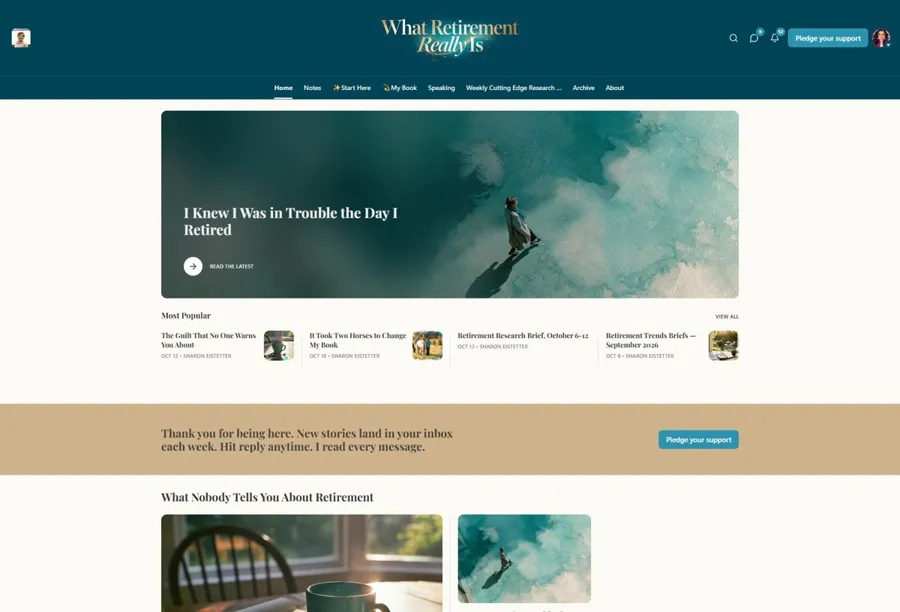 What Retirement
Really Is
6
52
Pledge your support
Home
Notes
✨Start Here
💫My Book
Speaking
Weekly Cutting Edge Research ...
Archive
About
I Knew I Was in Trouble the Day I
Retired
READ THE LATEST
Most Popular
VIEW ALL
The Guilt That No One Warns
You About
OCT 12 • SHARON EISTETTER
It Took Two Horses to Change
My Book
OCT 18 • SHARON EISTETTER
Retirement Research Brief, October 6–12
OCT 13 • SHARON EISTETTER
Retirement Trends Briefs —
September 2026
OCT 8 • SHARON EISTETTER
Thank you for being here. New stories land in your inbox
each week. Hit reply anytime. I read every message.
Pledge your support
What Nobody Tells You About Retirement